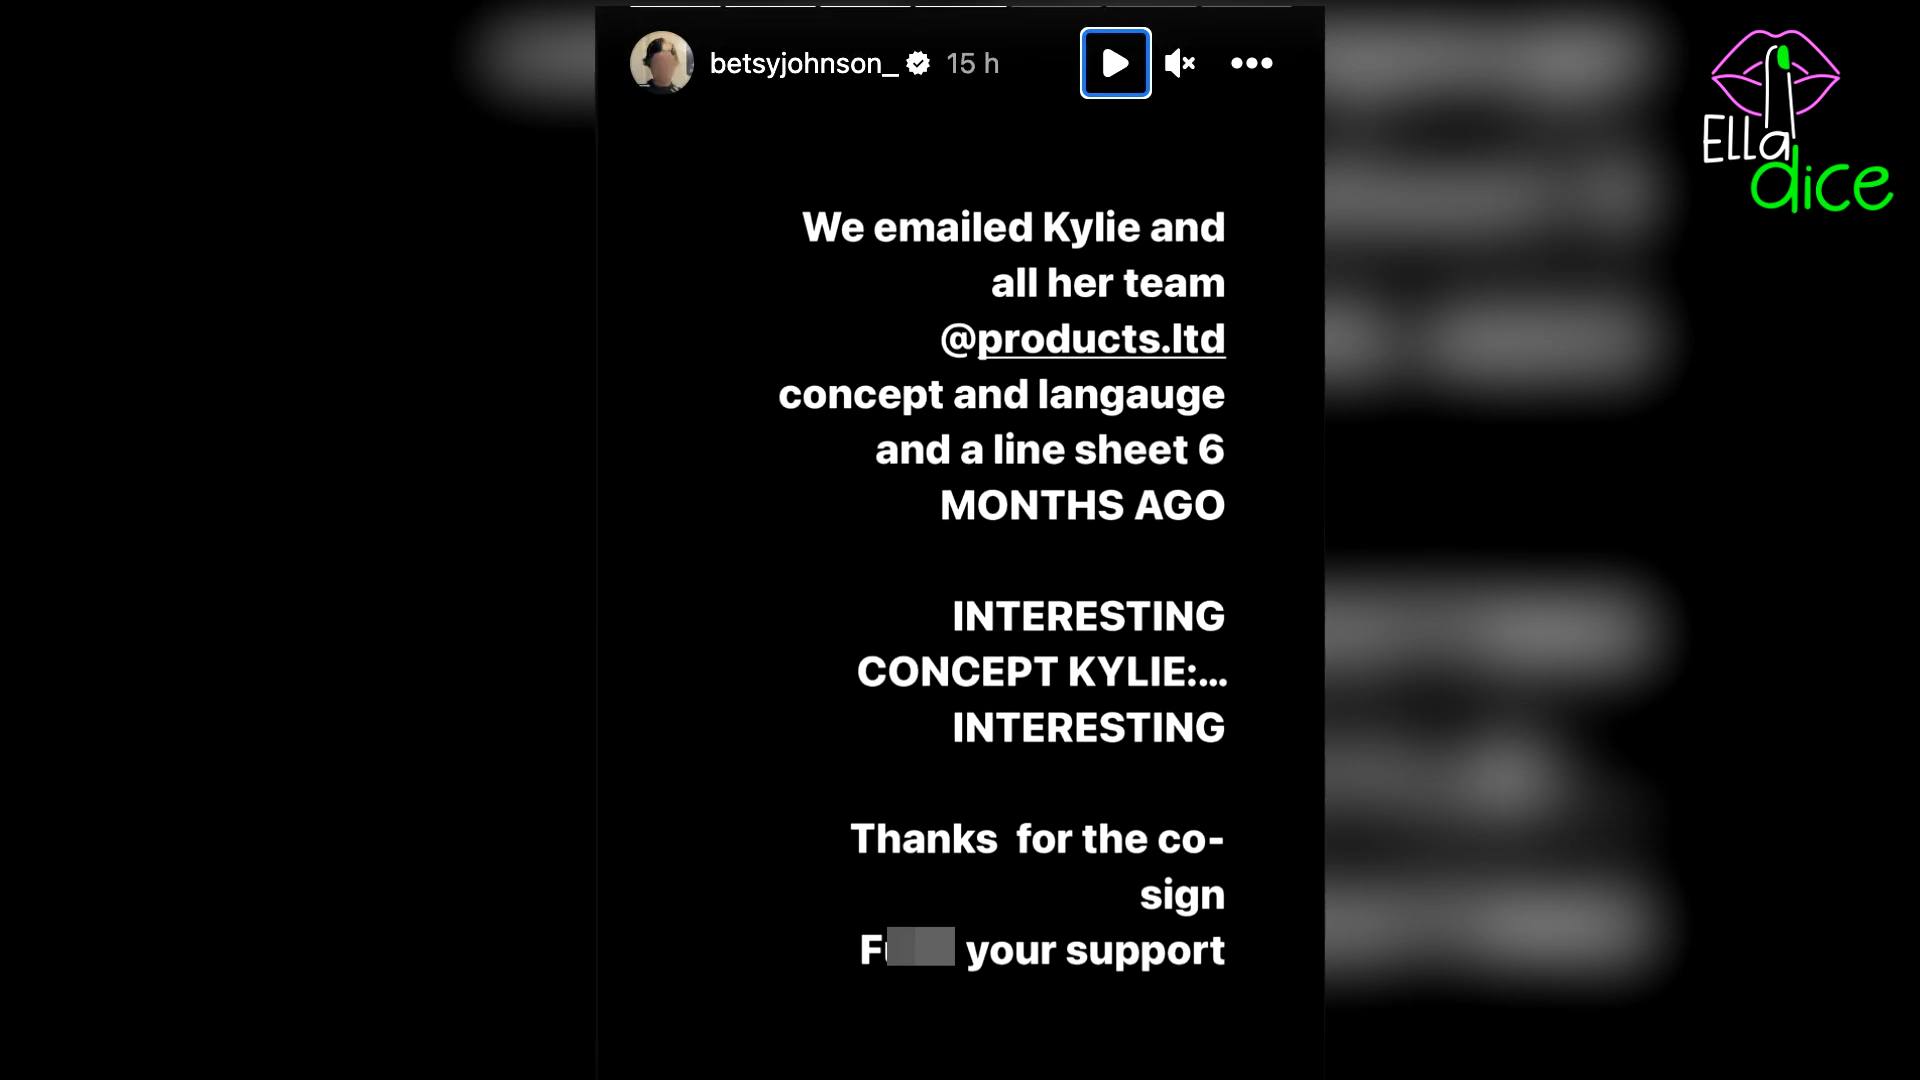 betsyjohnson_ 15 h
We emailed Kylie and
all her team
@products.ltd
concept and langauge
and a line sheet 6
MONTHS AGO
INTERESTING
CONCEPT KYLIE:...
INTERESTING
Thanks  for the co-
sign
your support
ELLa
dice